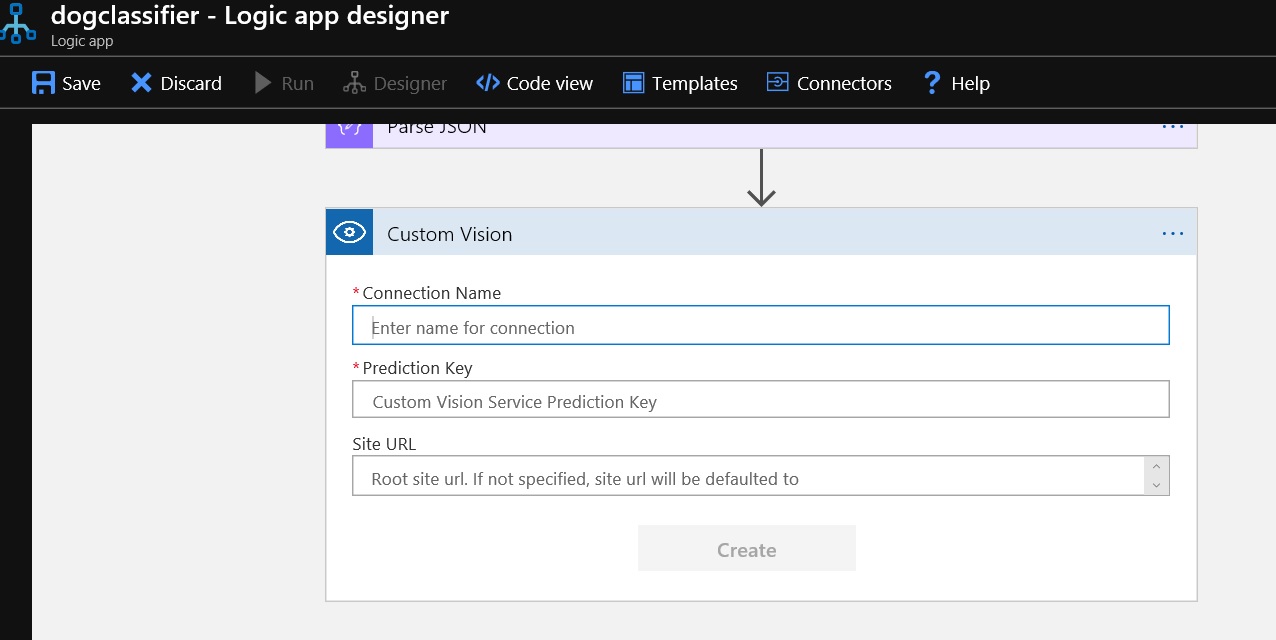 dogclassifier - Logic app designer
Logic app
Save Discard Run Designer Code view Templates Connectors Help
Parse JSON
Custom Vision
* Connection Name
Enter name for connection
* Prediction Key
Custom Vision Service Prediction Key
Site URL
Root site url. If not specified, site url will be defaulted to
Create